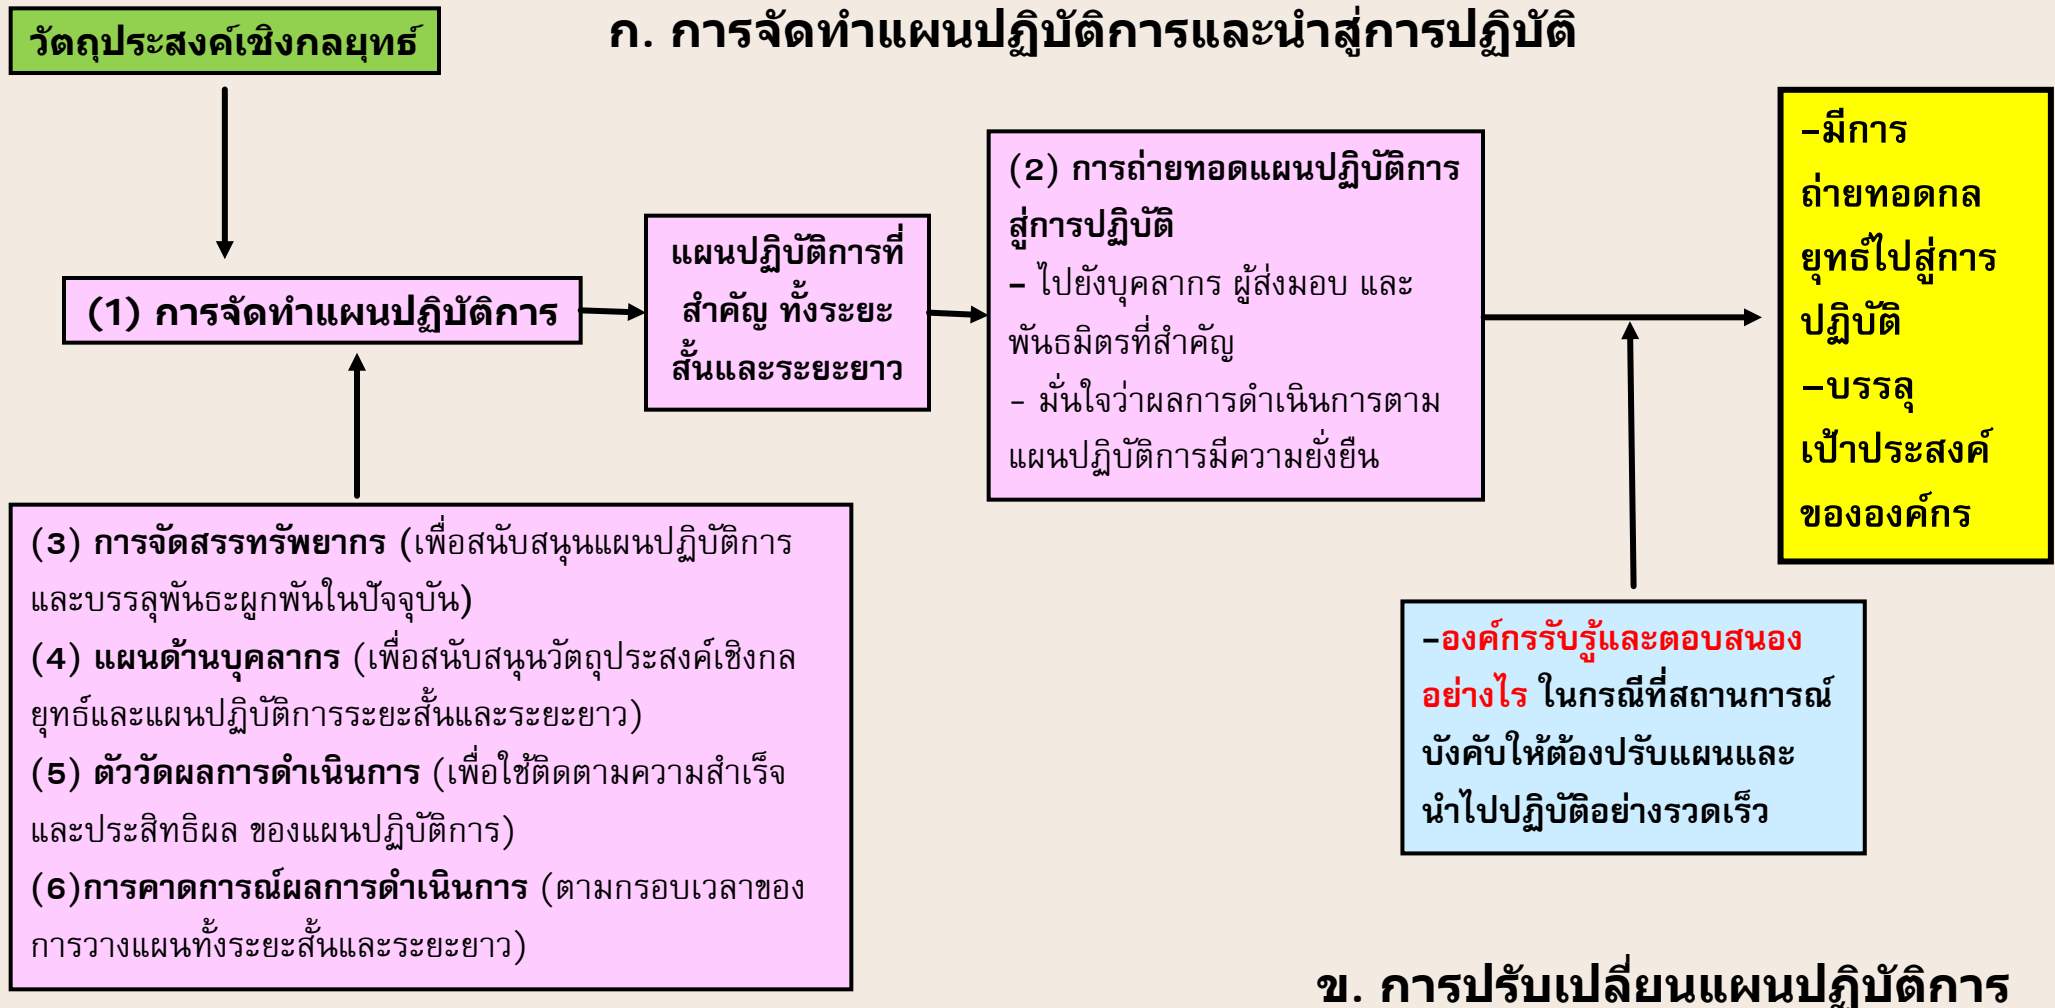 วัตถุประสงค์เชิงกลยุทธ์
ก. การจัดทำแผนปฏิบัติการและนำสู่การปฏิบัติ
(1) การจัดทำแผนปฏิบัติการ
แผนปฏิบัติการที่
สำคัญ ทั้งระยะ
สั้นและระยะยาว
(2) การถ่ายทอดแผนปฏิบัติการ
สู่การปฏิบัติ
– ไปยังบุคลากร ผู้ส่งมอบ และ
พันธมิตรที่สำคัญ
- มั่นใจว่าผลการดำเนินการตาม
แผนปฏิบัติการมีความยั่งยืน
–มีการ
ถ่ายทอดกล
ยุทธ์ไปสู่การ
ปฏิบัติ
–บรรลุ
เป้าประสงค์
ขององค์กร
(3) การจัดสรรทรัพยากร (เพื่อสนับสนุนแผนปฏิบัติการ
และบรรลุพันธะผูกพันในปัจจุบัน)
(4) แผนด้านบุคลากร (เพื่อสนับสนุนวัตถุประสงค์เชิงกล
ยุทธ์และแผนปฏิบัติการระยะสั้นและระยะยาว)
(5) ตัววัดผลการดำเนินการ (เพื่อใช้ติดตามความสำเร็จ
และประสิทธิผล ของแผนปฏิบัติการ)
(6)การคาดการณ์ผลการดำเนินการ (ตามกรอบเวลาของ
การวางแผนทั้งระยะสั้นและระยะยาว)
–องค์กรรับรู้และตอบสนอง
อย่างไร ในกรณีที่สถานการณ์
บังคับให้ต้องปรับแผนและ
นำไปปฏิบัติอย่างรวดเร็ว
ข. การปรับเปลี่ยนแผนปฏิบัติการ